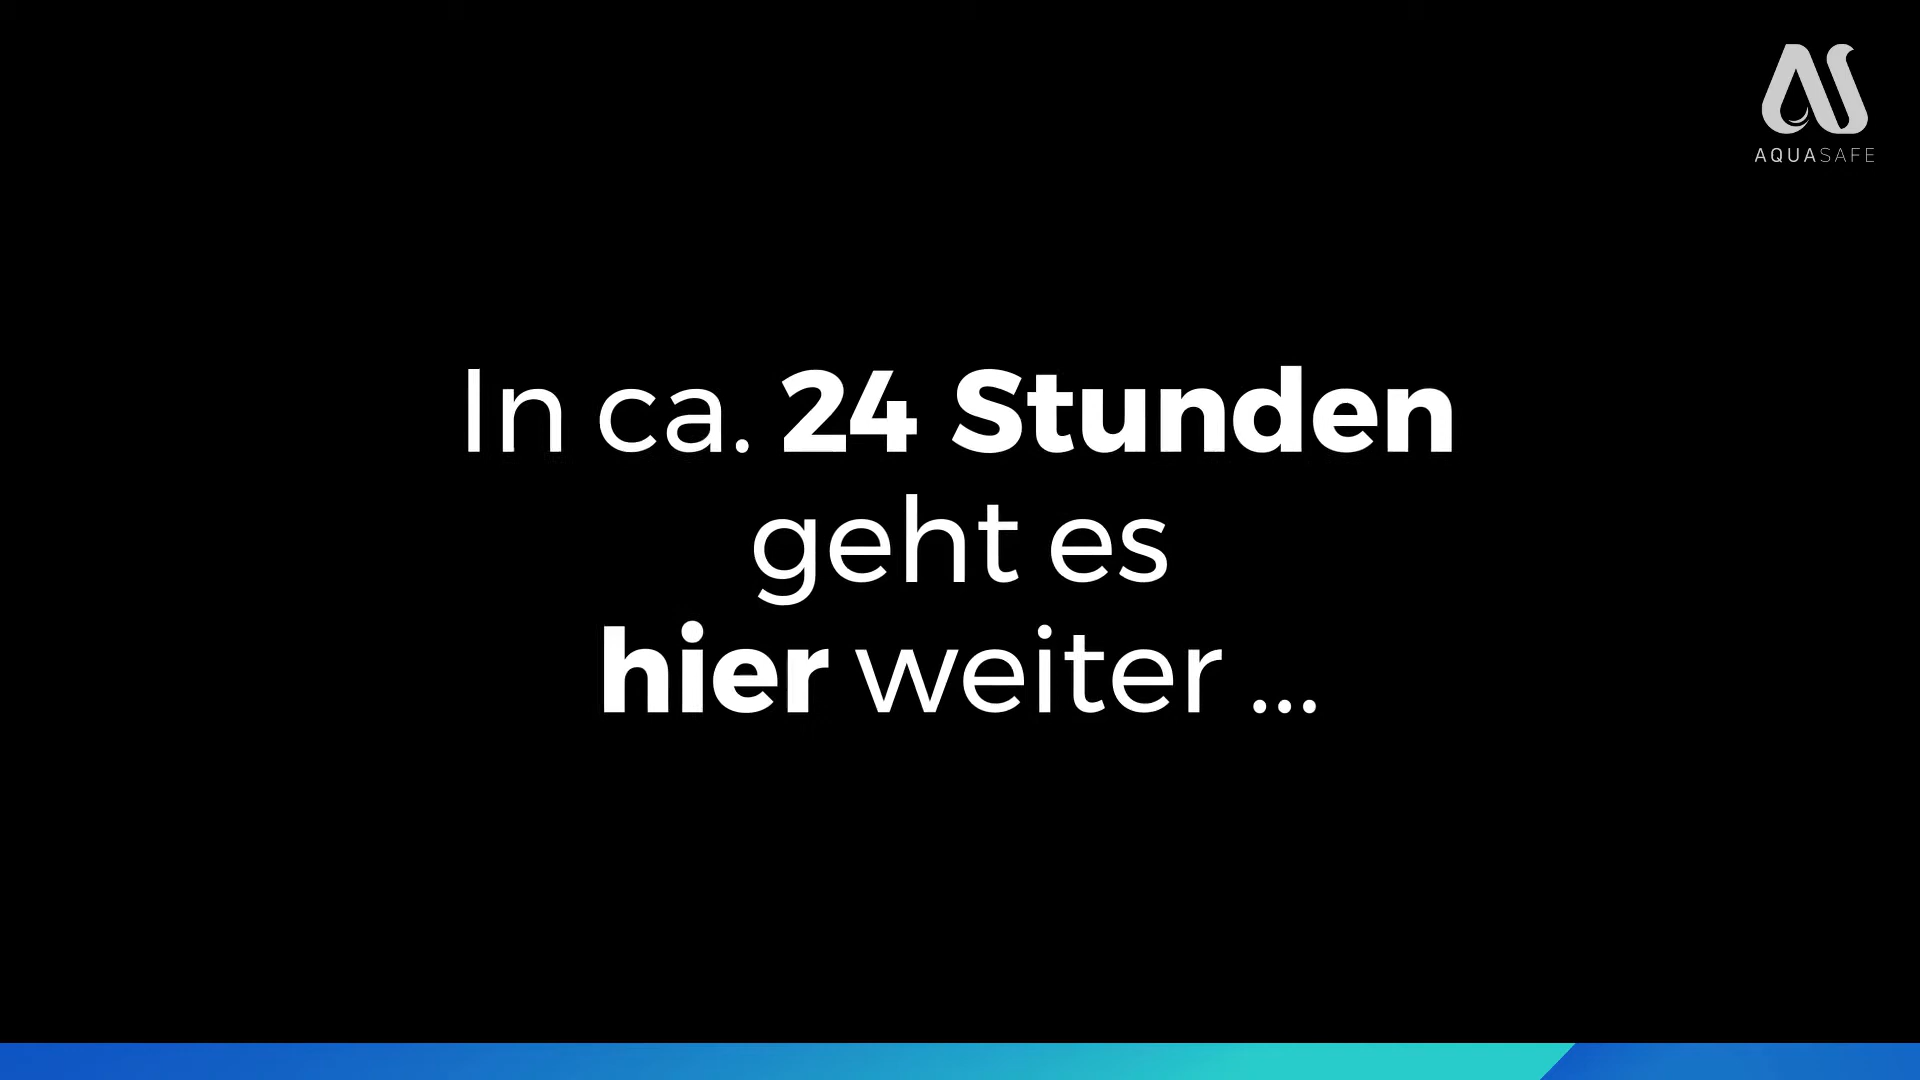 AQUASAFE
In ca. 24 Stunden
geht es
hier weiter ...